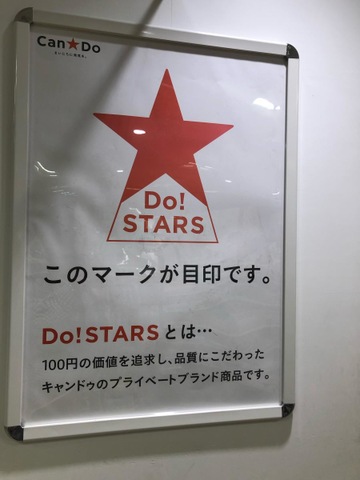 Can★Do
Do!
STARS
このマークが目印です。
Do!STARSとは…
100円の価値を追求し、品質にこだわった
キャンドゥのプライベートブランド商品です。